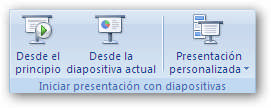 Desde el principio
Desde la diapositiva actual
Presentación personalizada
Iniciar presentación con diapositivas